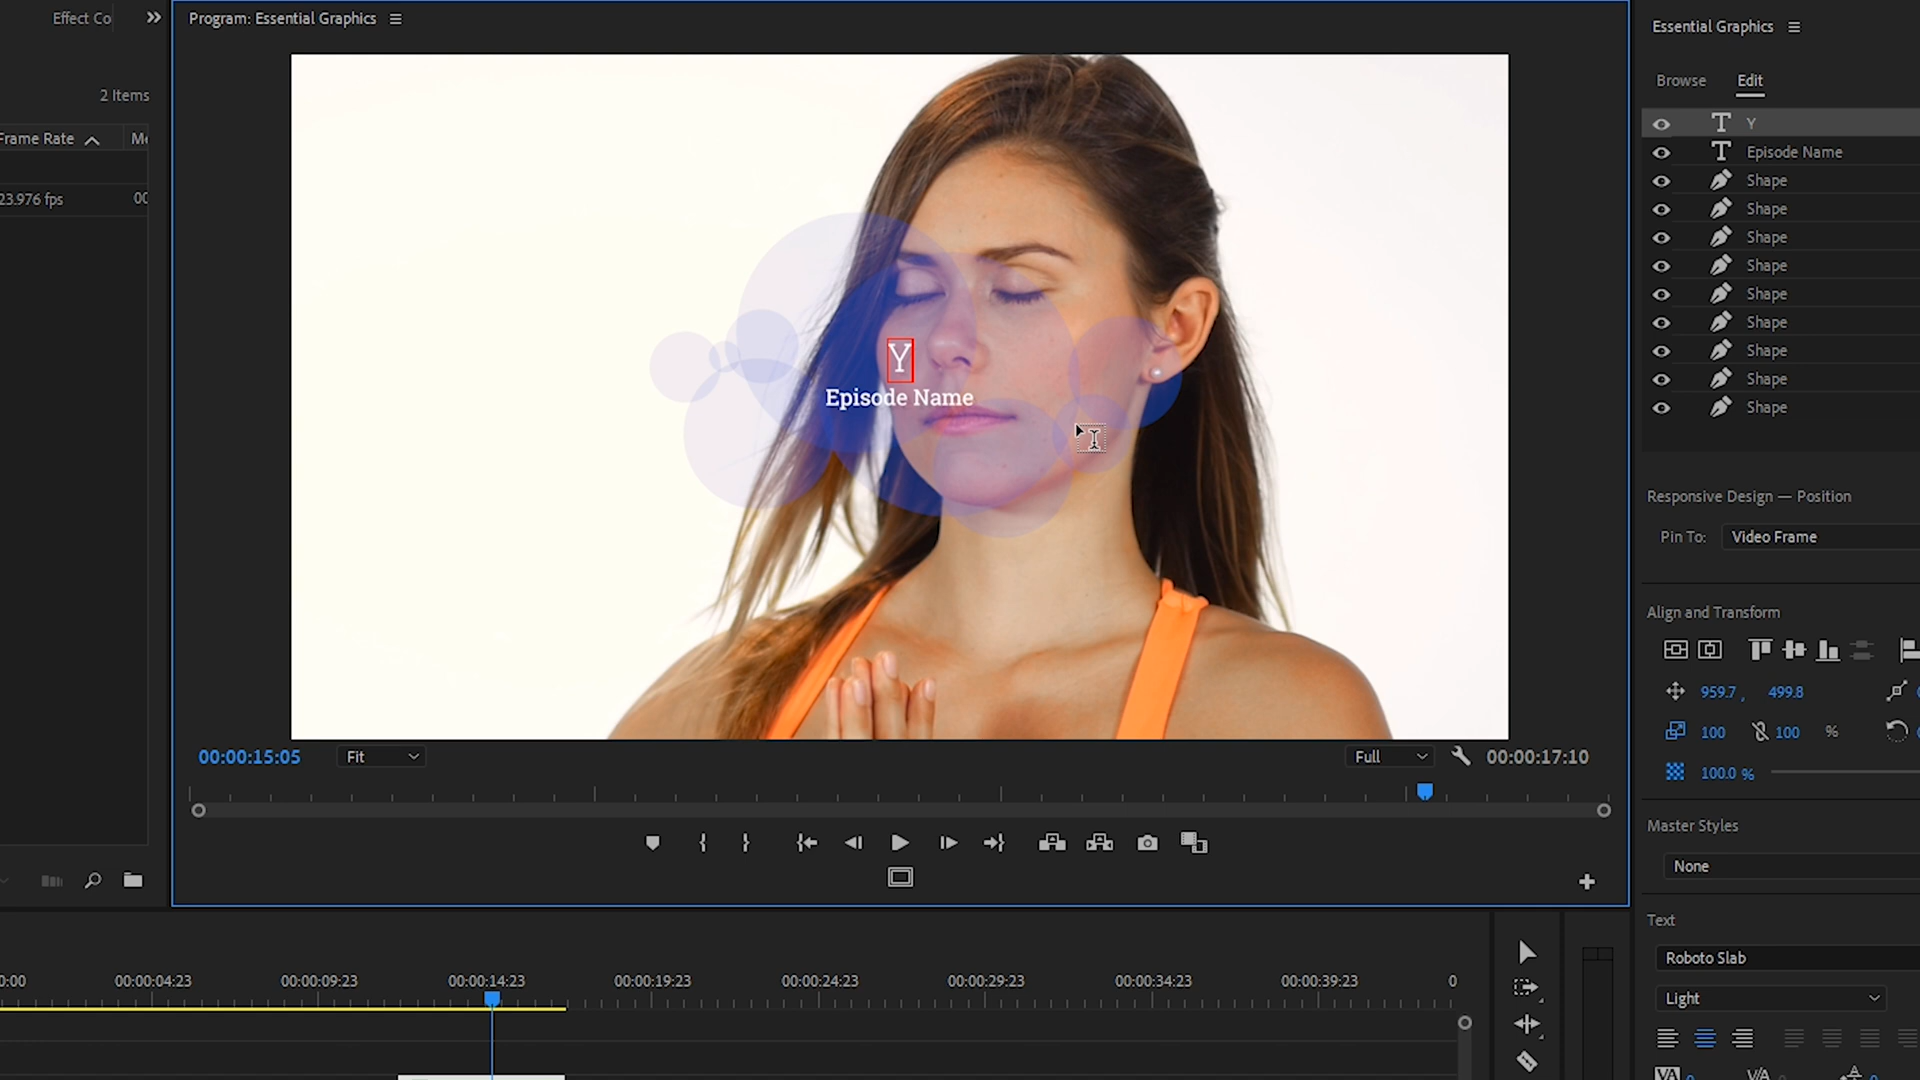 Effect Co
Program: Essential Graphics
Essential Graphics
2 Items
Browse
Edit
Frame Rate
Me
23.976 fps
00
Y
Episode Name
Shape
Shape
Shape
Shape
Shape
Shape
Shape
Shape
Shape
Y
Episode Name
Responsive Design — Position
Pin To:
Video Frame
Align and Transform
959.7 ,
499.8
100
100
%
100.0 %
00:00:15:05
Fit
Full
00:00:17:10
Master Styles
None
Text
Roboto Slab
Light
0:00
00:00:04:23
00:00:09:23
00:00:14:23
00:00:19:23
00:00:24:23
00:00:29:23
00:00:34:23
00:00:39:23
0